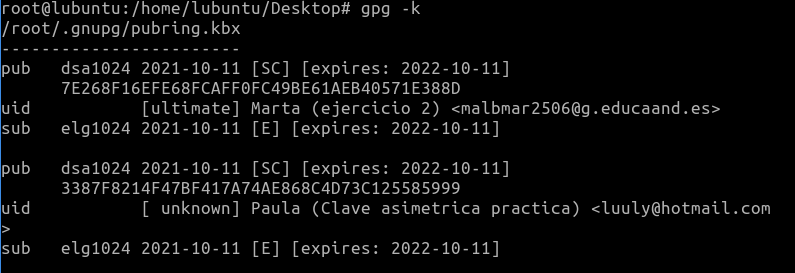 root@lubuntu:/home/lubuntu/Desktop# gpg -k
/root/.gnupg/pubring.kbx
------------------------
pub   dsa1024 2021-10-11 [SC] [expires: 2022-10-11]
      7E268F16EFE68FCAFF0FC49BE61AEB40571E388D
uid           [ultimate] Marta (ejercicio 2) <malbmar2506@g.educaand.es>
sub   elg1024 2021-10-11 [E] [expires: 2022-10-11]

pub   dsa1024 2021-10-11 [SC] [expires: 2022-10-11]
      3387F8214F47BF417A74AE868C4D73C125585999
uid           [ unknown] Paula (Clave asimetrica practica) <luuly@hotmail.com
>
sub   elg1024 2021-10-11 [E] [expires: 2022-10-11]